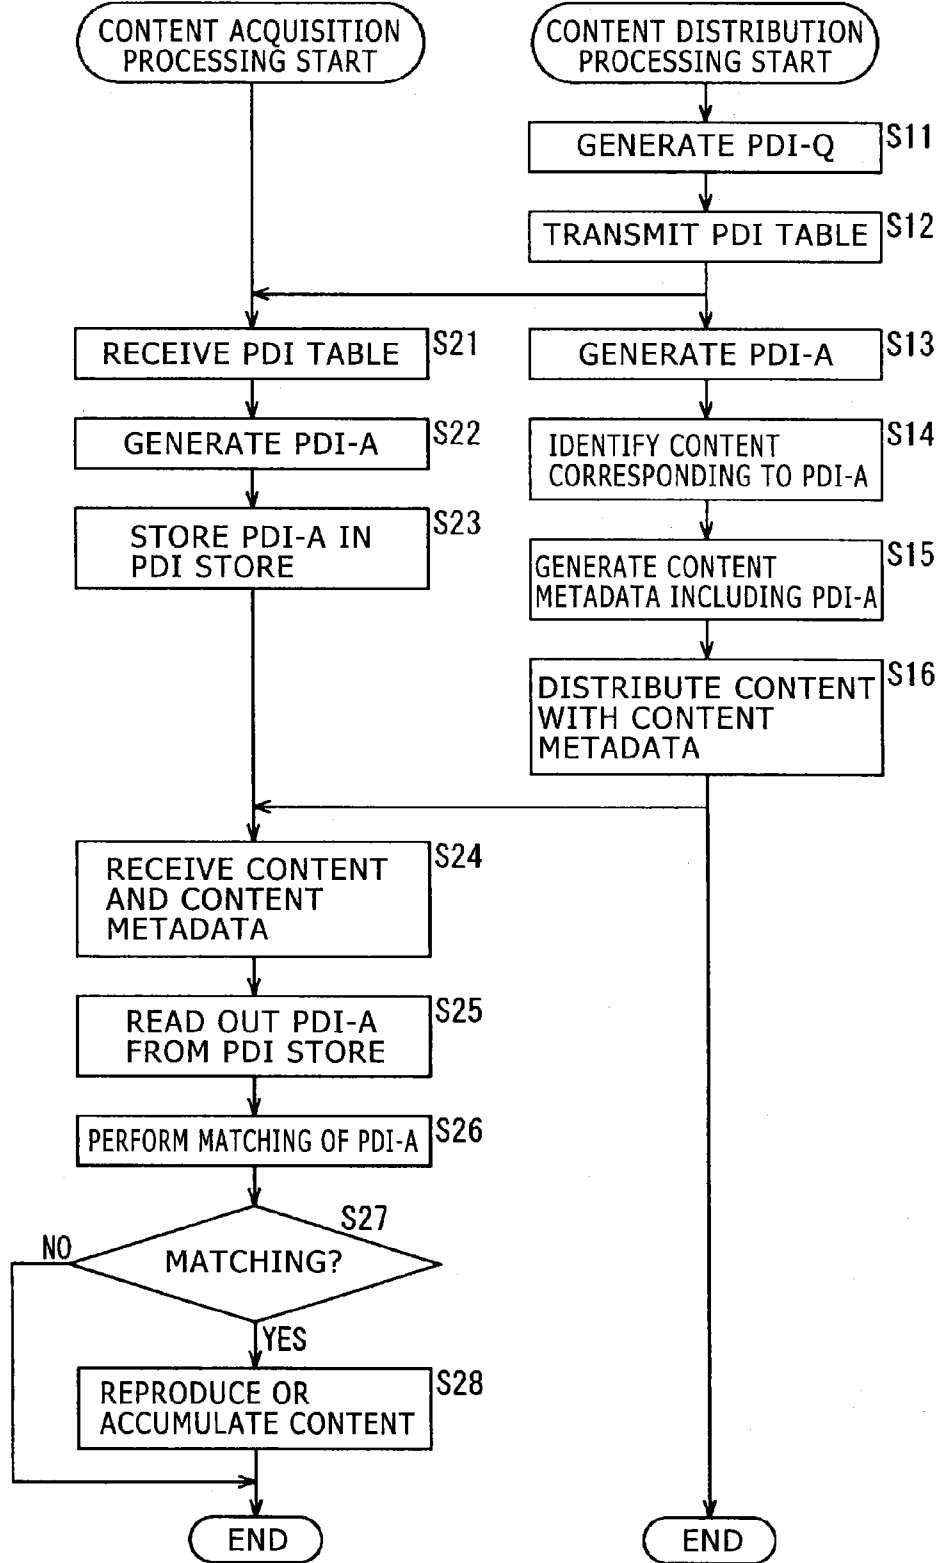 CONTENT ACQUISITION
PROCESSING START
CONTENT DISTRIBUTION
PROCESSING START
S11
GENERATE PDI-Q
S12
TRANSMIT PDI TABLE
S21
RECEIVE PDI TABLE
S13
GENERATE PDI-A
S22
GENERATE PDI-A
S14
IDENTIFY CONTENT
CORRESPONDING TO PDI-A
S23
STORE PDI-A IN
PDI STORE
S15
GENERATE CONTENT
METADATA INCLUDING PDI-A
S16
DISTRIBUTE CONTENT
WITH CONTENT
METADATA
S24
RECEIVE CONTENT
AND CONTENT
METADATA
S25
READ OUT PDI-A
FROM PDI STORE
S26
PERFORM MATCHING OF PDI-A
S27
NO
MATCHING?
YES
S28
REPRODUCE OR
ACCUMULATE CONTENT
END
END